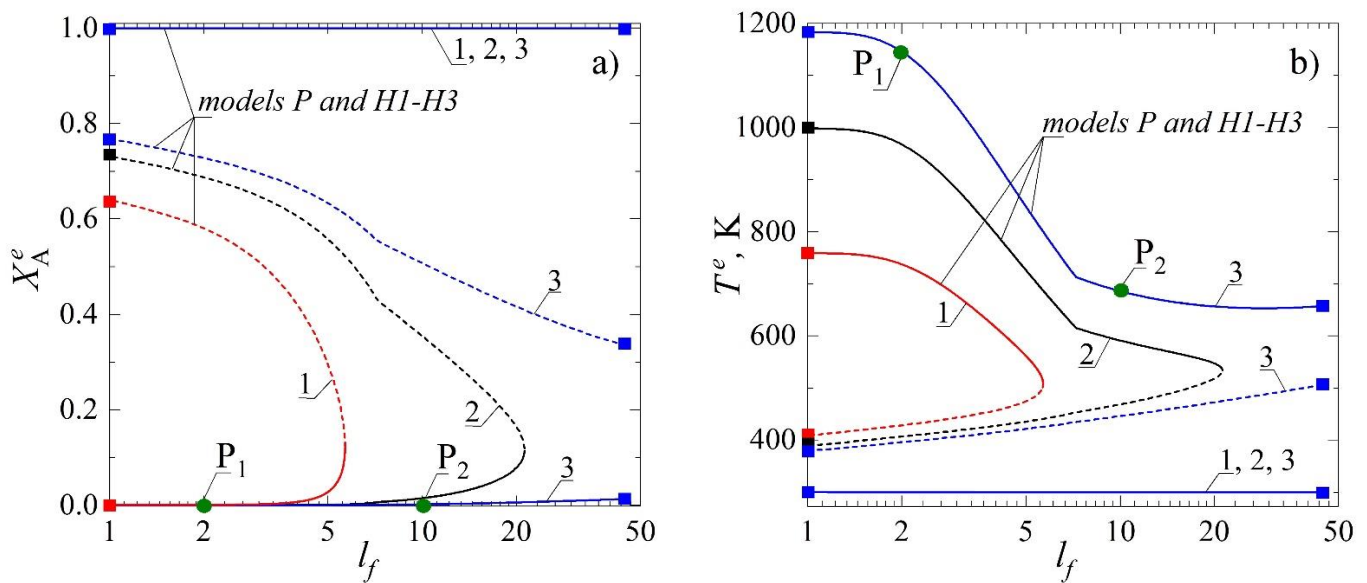 1.0
0.8
0.6
0.4
0.2
0.0
X_A^e
1, 2, 3
a)
models P and H1-H3
3
1
2
P₁
P₂
3
1
2
5
10
20
50
l_f
1200
1000
800
600
400
T^e, K
b)
P₁
models P and H1-H3
P₂
3
1
2
3
1, 2, 3
1
2
5
10
20
50
l_f